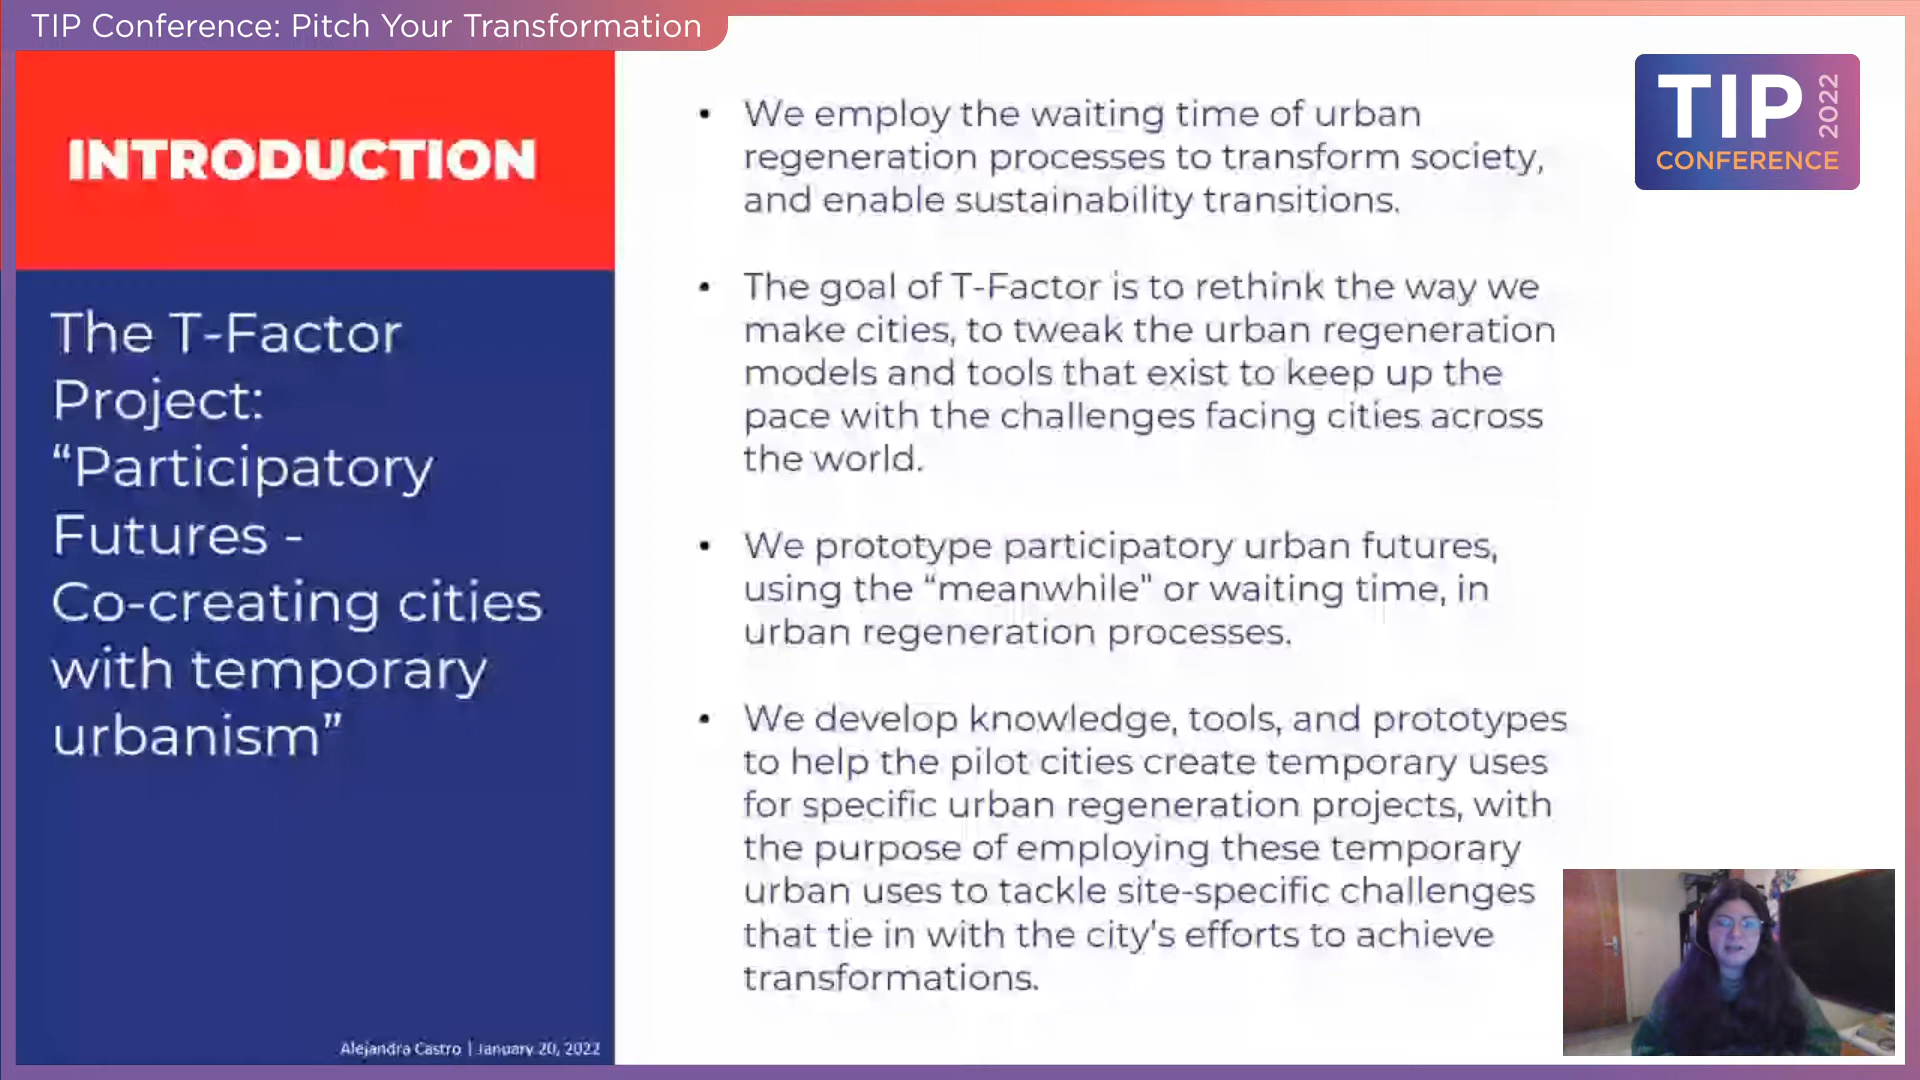 TIP Conference: Pitch Your Transformation
INTRODUCTION
The T-Factor
Project:
“Participatory
Futures -
Co-creating cities
with temporary
urbanism”
Alejandra Castro | January 20, 2022
• We employ the waiting time of urban
regeneration processes to transform society,
and enable sustainability transitions.
• The goal of T-Factor is to rethink the way we
make cities, to tweak the urban regeneration
models and tools that exist to keep up the
pace with the challenges facing cities across
the world.
• We prototype participatory urban futures,
using the “meanwhile" or waiting time, in
urban regeneration processes.
• We develop knowledge, tools, and prototypes
to help the pilot cities create temporary uses
for specific urban regeneration projects, with
the purpose of employing these temporary
urban uses to tackle site-specific challenges
that tie in with the city's efforts to achieve
transformations.
TIP 2022
CONFERENCE